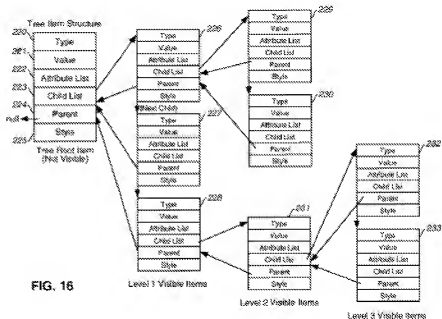 Tree Item Structure
220
Type
221
Value
222
Attribute List
223
Child List
224
Parent
null
Style
225
Tree Root Item
(Not Visible)
226
Type
Value
Attribute List
Child List
Parent
Style
(Next Child)
227
Type
Value
Attribute List
Child List
Parent
Style
228
Type
Value
Attribute List
Child List
Parent
Style
Level 1 Visible Items
Type
Value
Attribute List
Child List
Parent
Style
230
Type
Value
Attribute List
Child List
Parent
Style
231
Type
Value
Attribute List
Child List
Parent
Style
Level 2 Visible Items
232
Type
Value
Attribute List
Child List
Parent
Style
233
Type
Value
Attribute List
Child List
Parent
Style
Level 3 Visible Items
FIG. 16